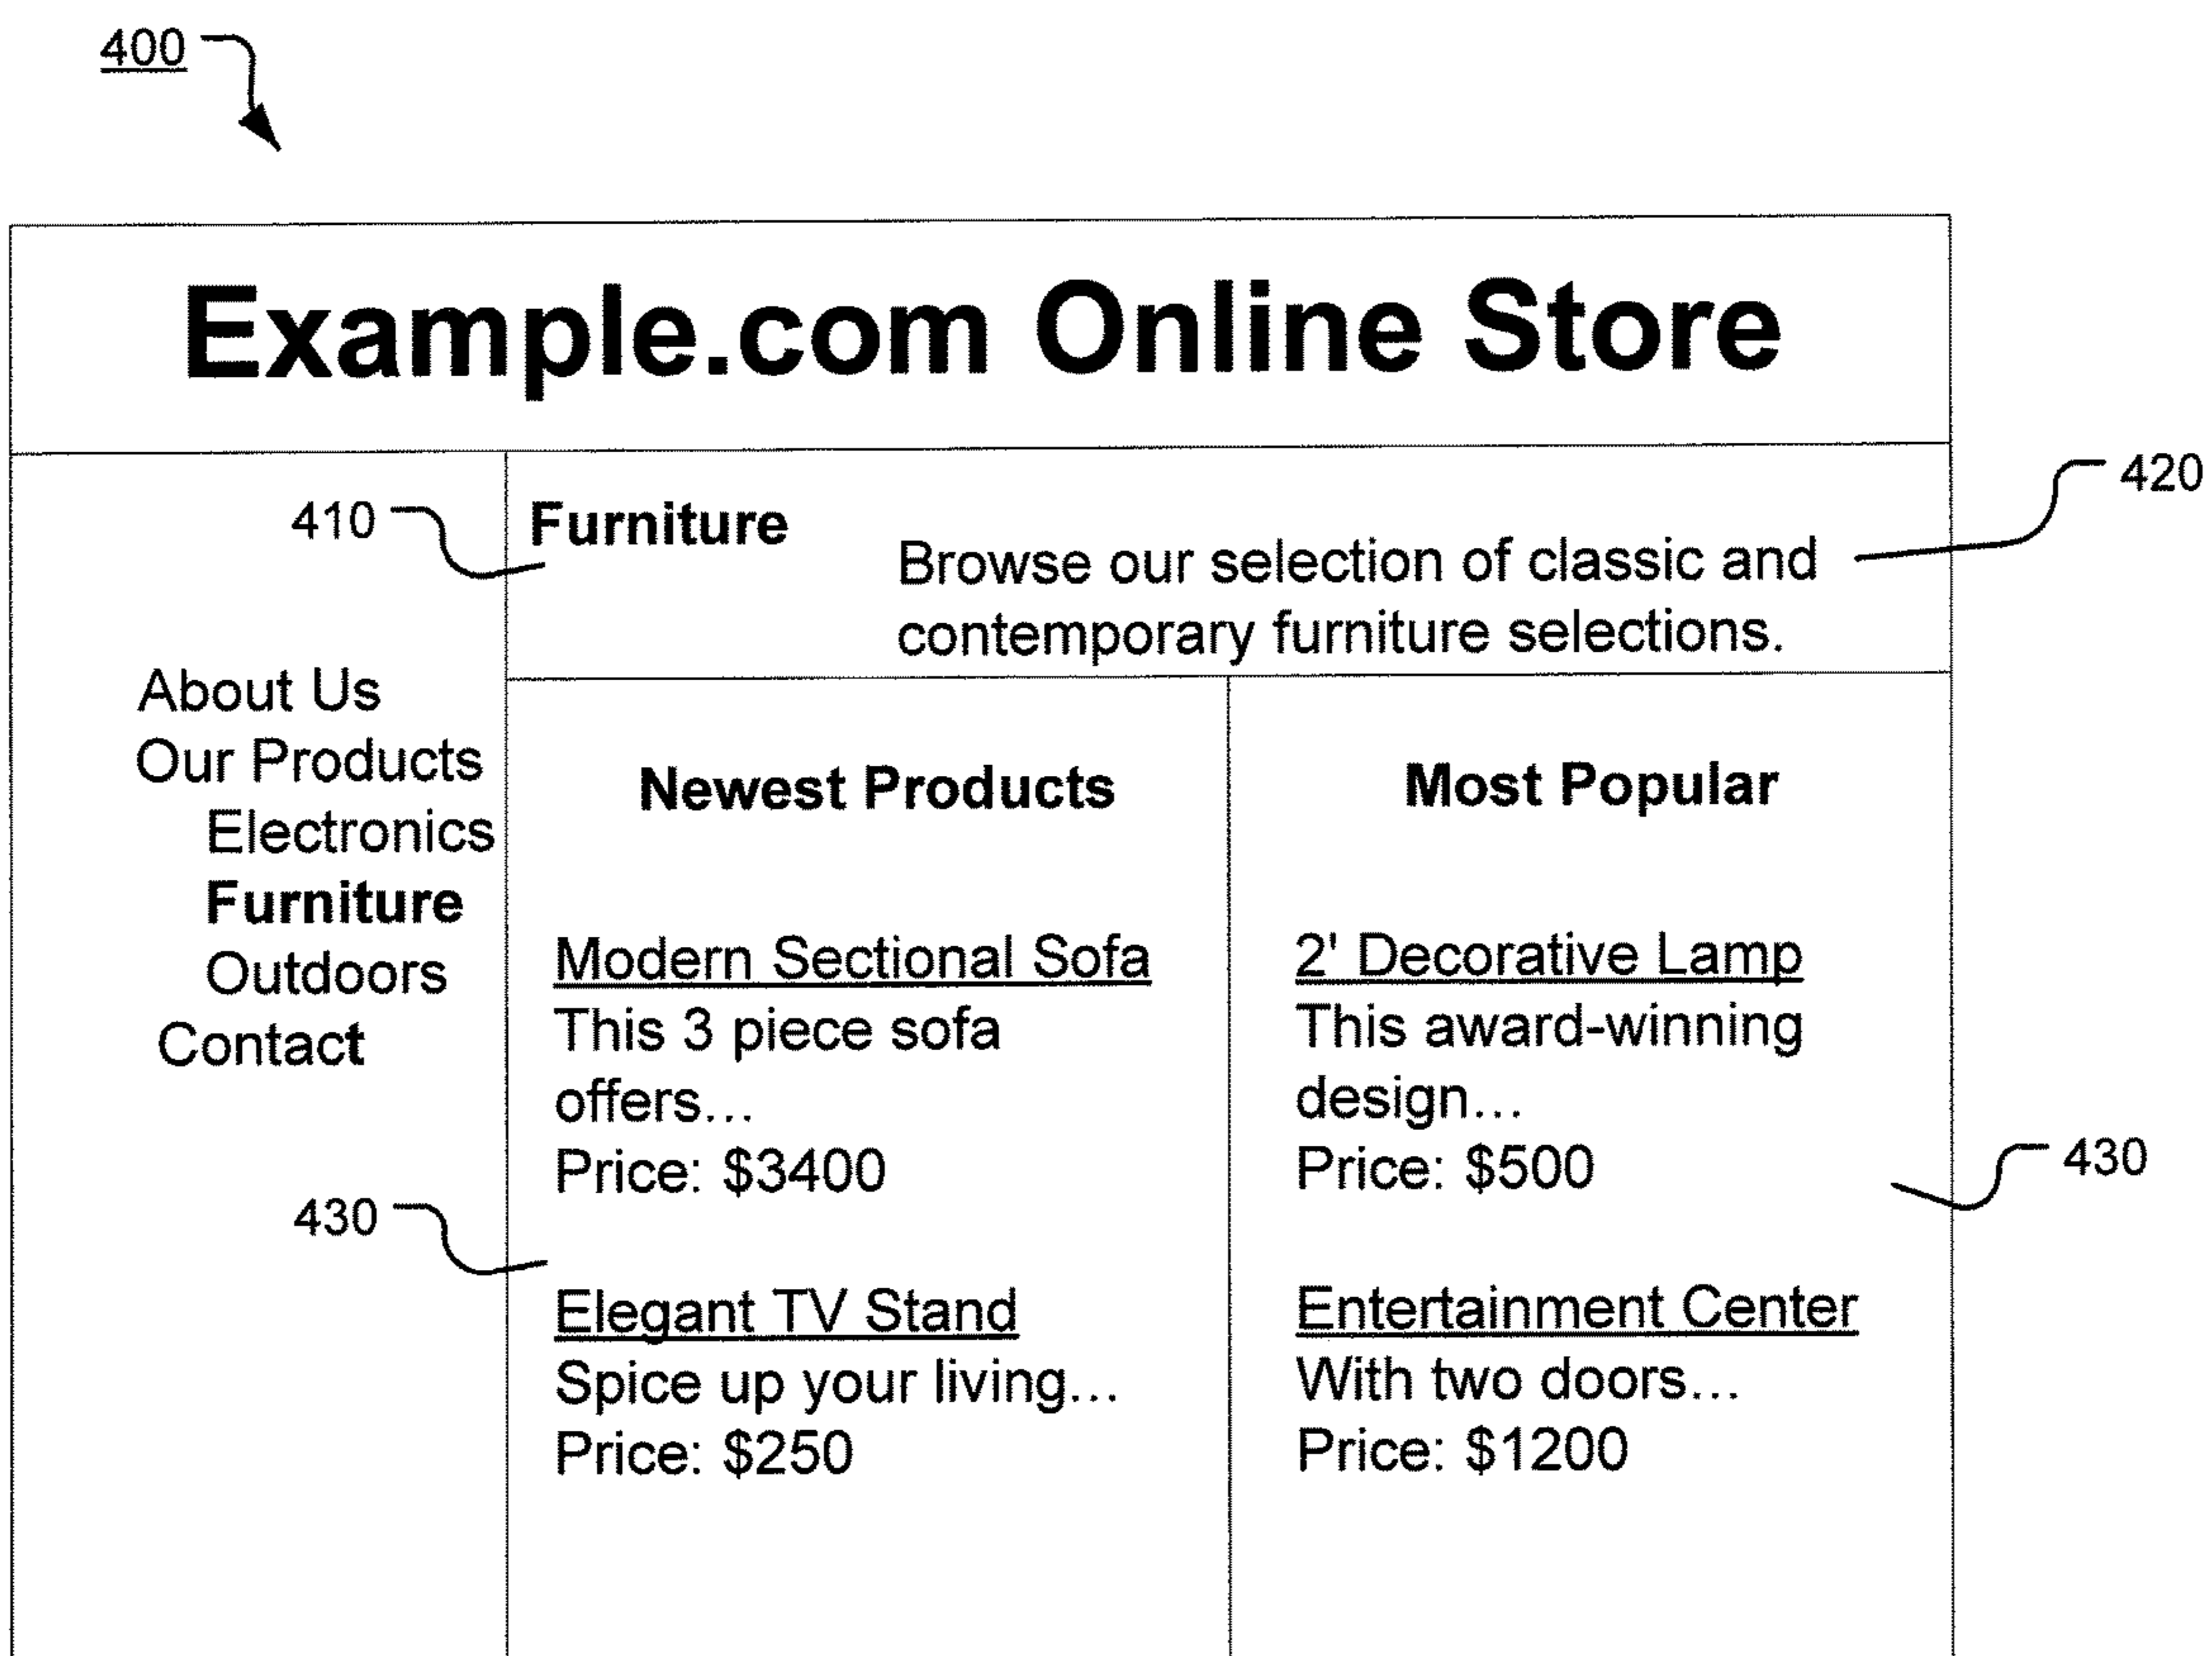 400
Example.com Online Store
410
Furniture
420
Browse our selection of classic and
contemporary furniture selections.
About Us
Our Products
Electronics
Furniture
Outdoors
Contact
Newest Products
Modern Sectional Sofa
This 3 piece sofa
offers...
Price: $3400
430
Elegant TV Stand
Spice up your living...
Price: $250
Most Popular
2' Decorative Lamp
This award-winning
design...
Price: $500
430
Entertainment Center
With two doors...
Price: $1200